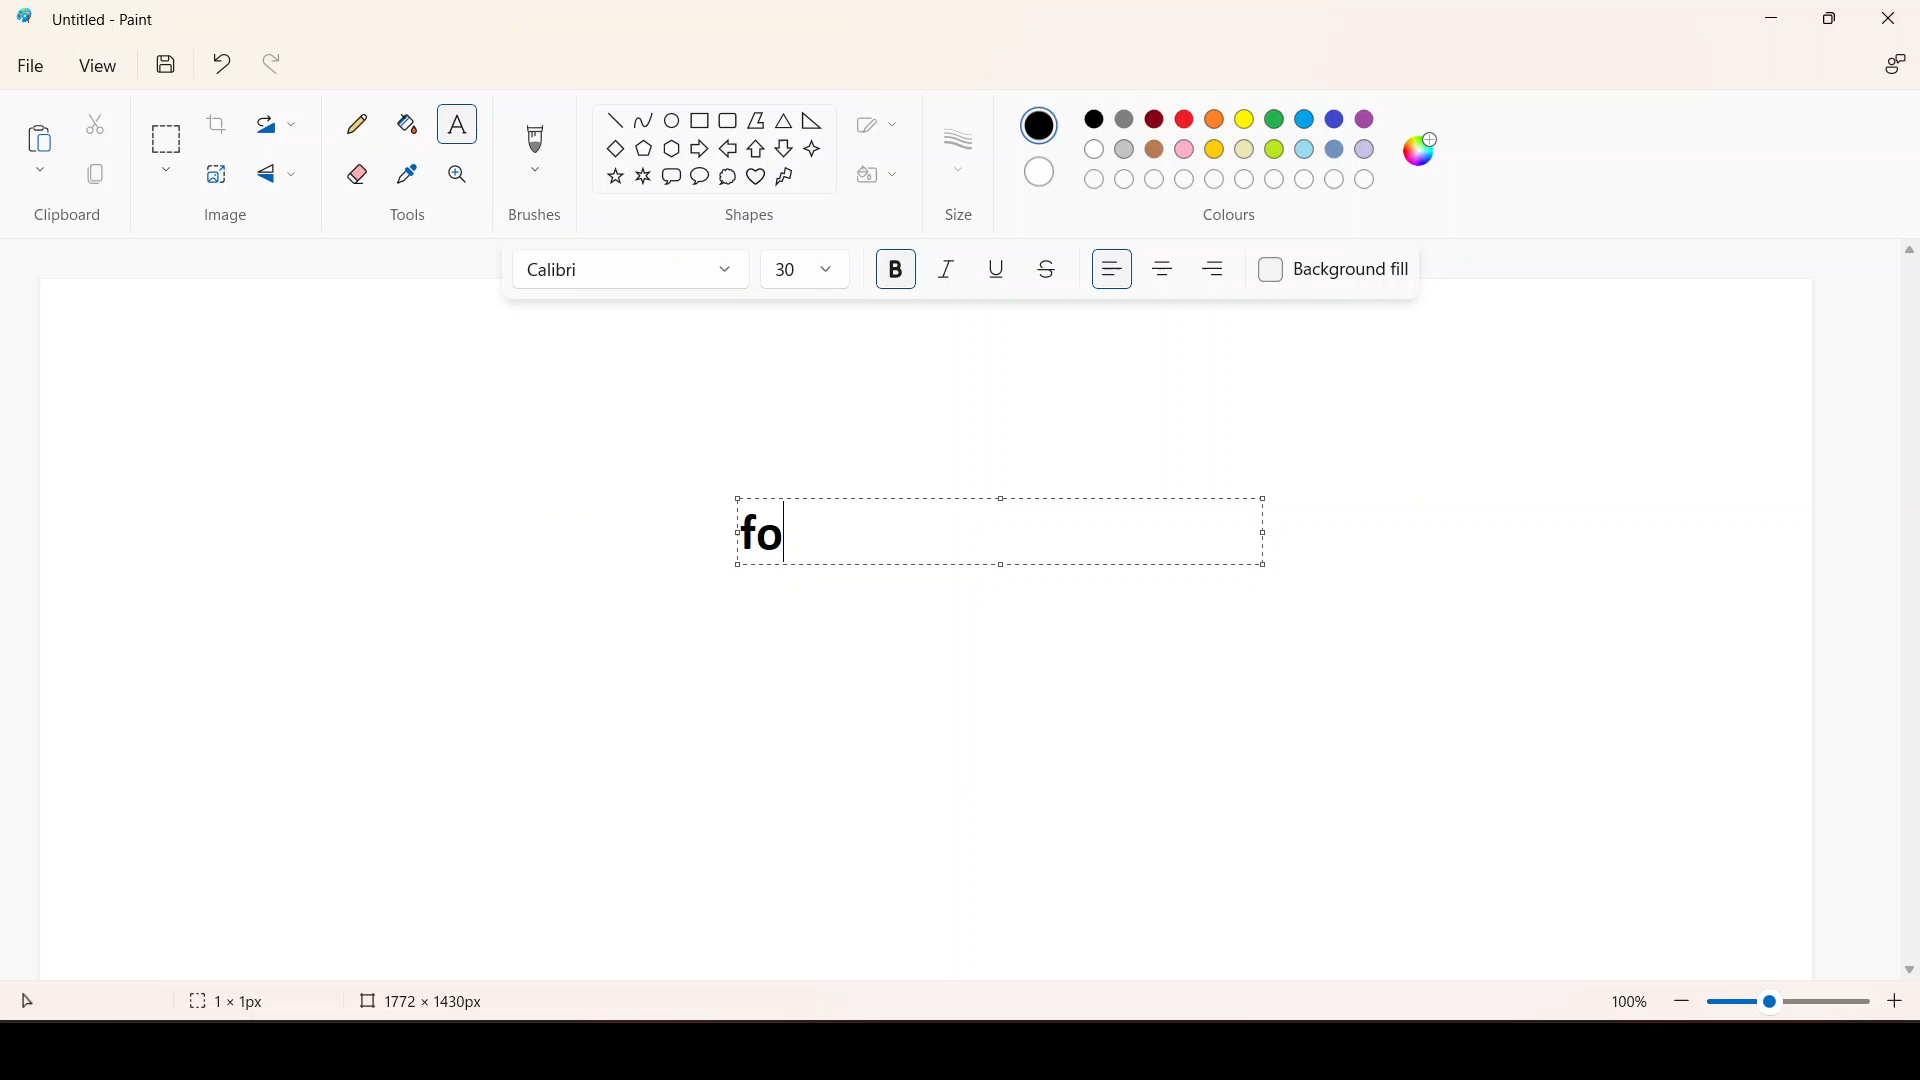 Untitled - Paint
File View
Clipboard Image Tools Brushes Shapes Size Colours
Calibri 30 B I U S Background fill
fo
1 × 1px 1772 × 1430px 100%